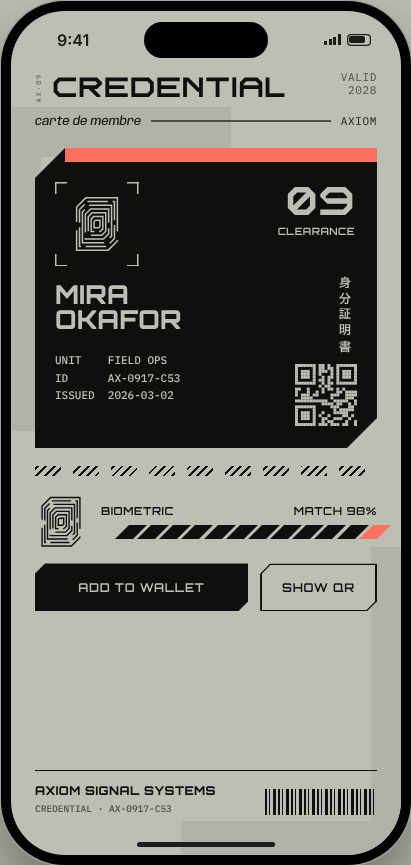 9:41
AX-09
CREDENTIAL
VALID
2028
carte de membre
AXIOM
09
CLEARANCE
MIRA
OKAFOR
身分証明書
UNIT FIELD OPS
ID AX-0917-C53
ISSUED 2026-03-02
BIOMETRIC
MATCH 98%
ADD TO WALLET
SHOW QR
AXIOM SIGNAL SYSTEMS
CREDENTIAL · AX-0917-C53